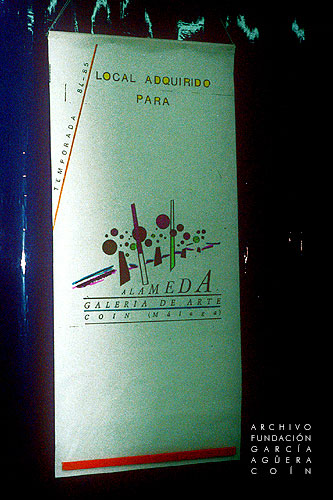 TEMPORADA 84-85
LOCAL ADQUIRIDO
PARA
ALAMEDA
GALERIA DE ARTE
COIN (Málaga)
ARCHIVO
FUNDACIÓN
GARCÍA
AGÜERA
COÍN